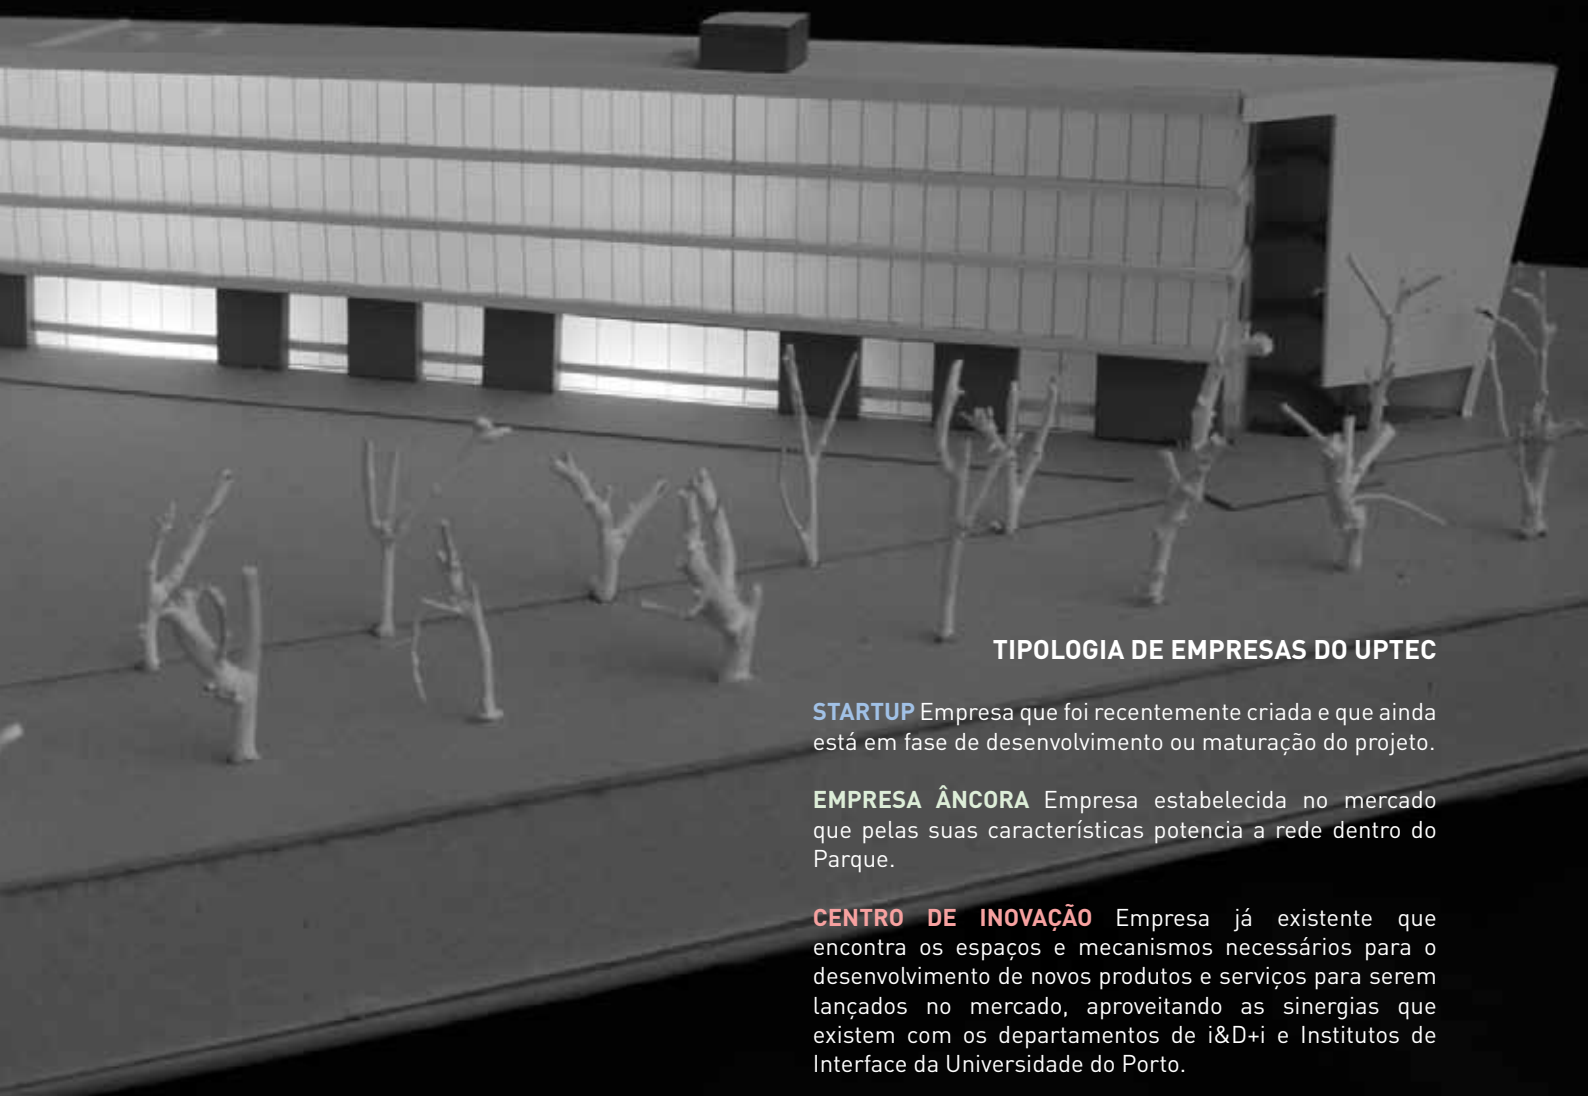 TIPOLOGIA DE EMPRESAS DO UPTEC
STARTUP Empresa que foi recentemente criada e que ainda
está em fase de desenvolvimento ou maturação do projeto.
EMPRESA ÂNCORA Empresa estabelecida no mercado
que pelas suas características potencia a rede dentro do
Parque.
CENTRO DE INOVAÇÃO Empresa já existente que
encontra os espaços e mecanismos necessários para o
desenvolvimento de novos produtos e serviços para serem
lançados no mercado, aproveitando as sinergias que
existem com os departamentos de i&D+i e Institutos de
Interface da Universidade do Porto.